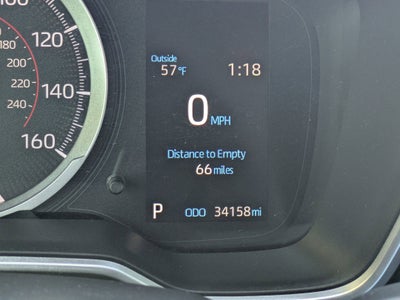 120
140
160
180
200
220
240
Outside
57°F 1:18
0 MPH
Distance to Empty
66 miles
P ODO 34158 mi